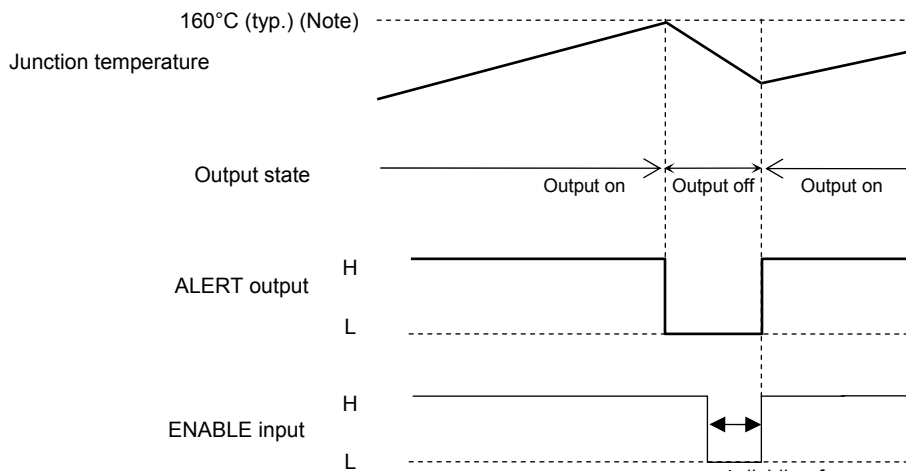 160°C (typ.) (Note)
Junction temperature
Output state
Output on
Output off
Output on
H
ALERT output
L
H
ENABLE input
L